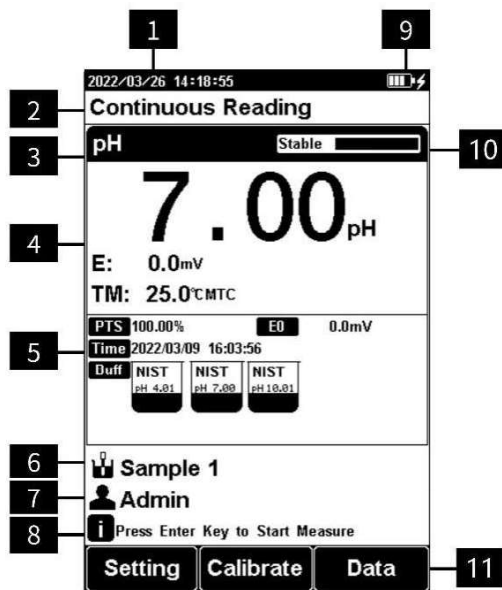 1
9
2022/03/26 14:18:55
2
Continuous Reading
3
pH
Stable
10
7.00pH
4
E: 0.0mV
TM: 25.0℃MTC
PTS 100.00% E0 0.0mV
5
Time 2022/03/09 16:03:56
Duff
NIST
pH 4.01
NIST
pH 7.00
NIST
pH 10.01
6
Sample 1
7
Admin
8
i Press Enter Key to Start Measure
Setting Calibrate Data
11